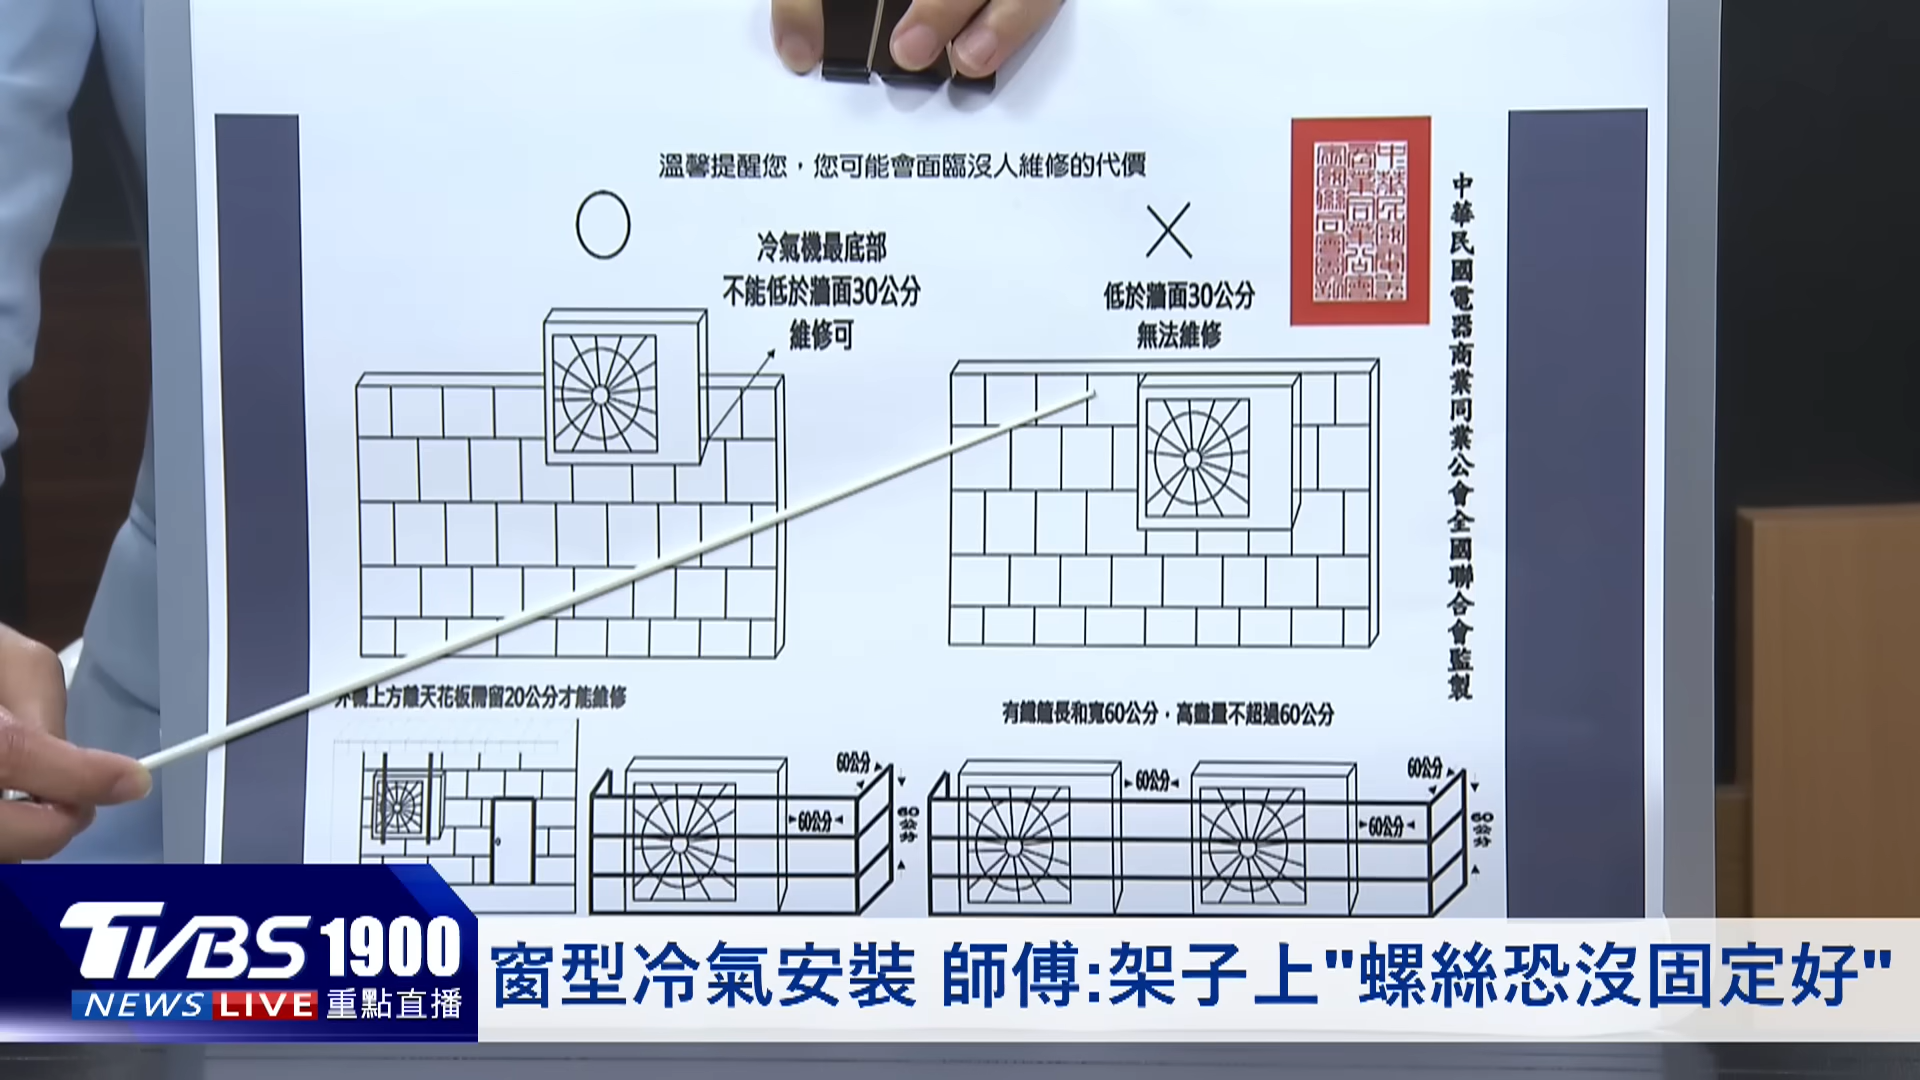 溫馨提醒您，您可能會面臨沒人維修的代價
冷氣機最底部
不能低於牆面30公分
維修可
低於牆面30公分
無法維修
中華民國電器商業同業公會全國聯合會監製
外機上方離天花板需留20公分才能維修
有鐵籠長和寬60公分，高盡量不超過60公分
60公分
60公分
60公分
60公分
60公分
60公分
60公分
TVBS 1900
NEWS LIVE 重點直播
窗型冷氣安裝 師傅:架子上"螺絲恐沒固定好"